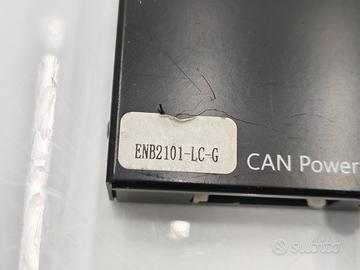 ENB2101-LC-G
CAN Power
subito